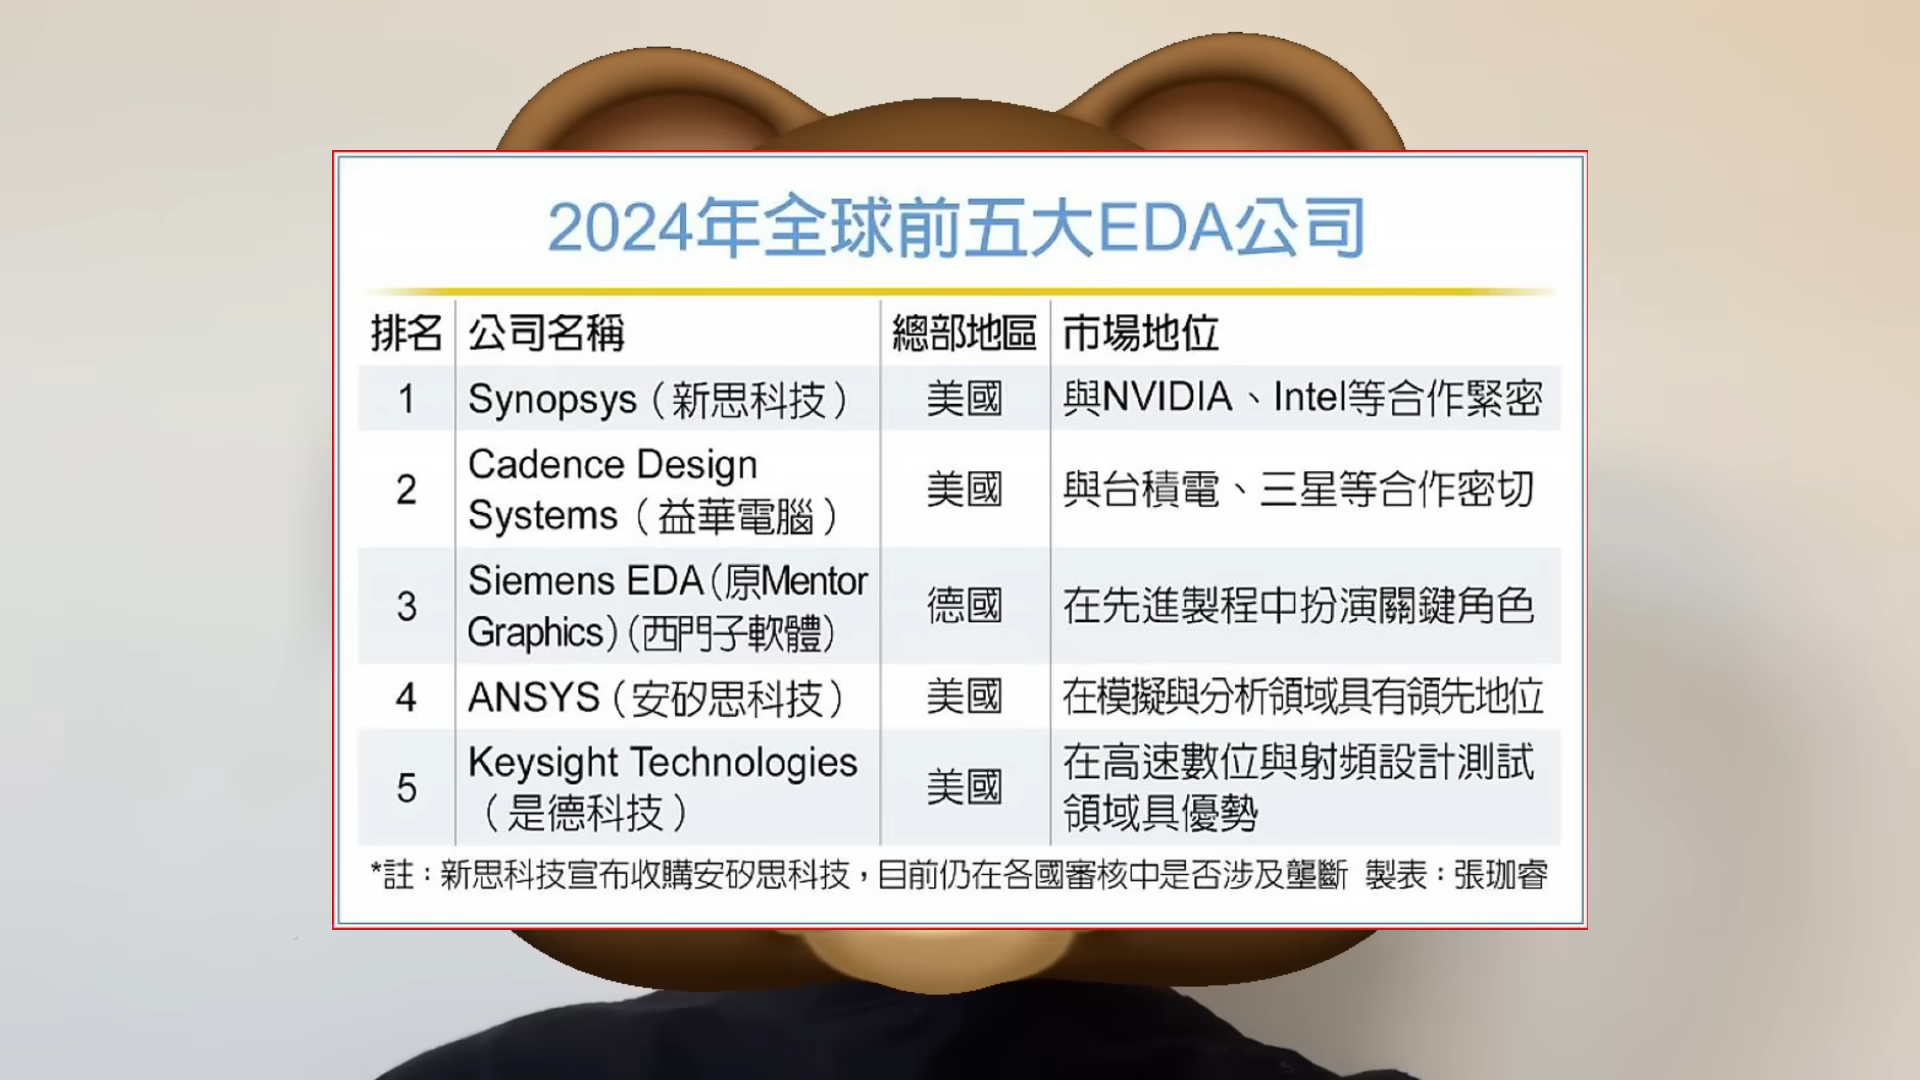 2024年全球前五大EDA公司
排名 公司名稱 總部地區 市場地位
1 Synopsys（新思科技） 美國 與NVIDIA、Intel等合作緊密
2 Cadence Design Systems（益華電腦） 美國 與台積電、三星等合作密切
3 Siemens EDA(原Mentor Graphics)(西門子軟體) 德國 在先進製程中扮演關鍵角色
4 ANSYS（安矽思科技） 美國 在模擬與分析領域具有領先地位
5 Keysight Technologies（是德科技） 美國 在高速數位與射頻設計測試領域具優勢
*註：新思科技宣布收購安矽思科技，目前仍在各國審核中是否涉及壟斷 製表：張珈睿